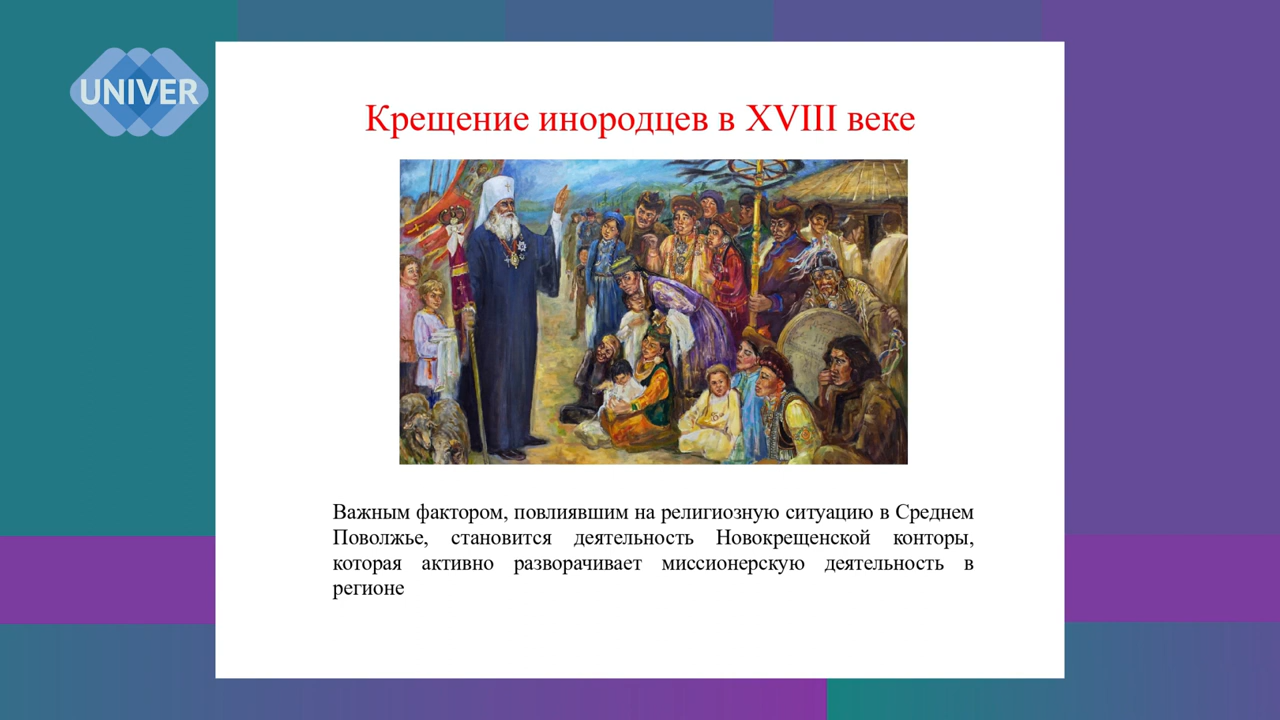 UNIVER
Крещение инородцев в XVIII веке
Важным фактором, повлиявшим на религиозную ситуацию в Среднем
Поволжье, становится деятельность Новокрещенской конторы,
которая активно разворачивает миссионерскую деятельность в
регионе